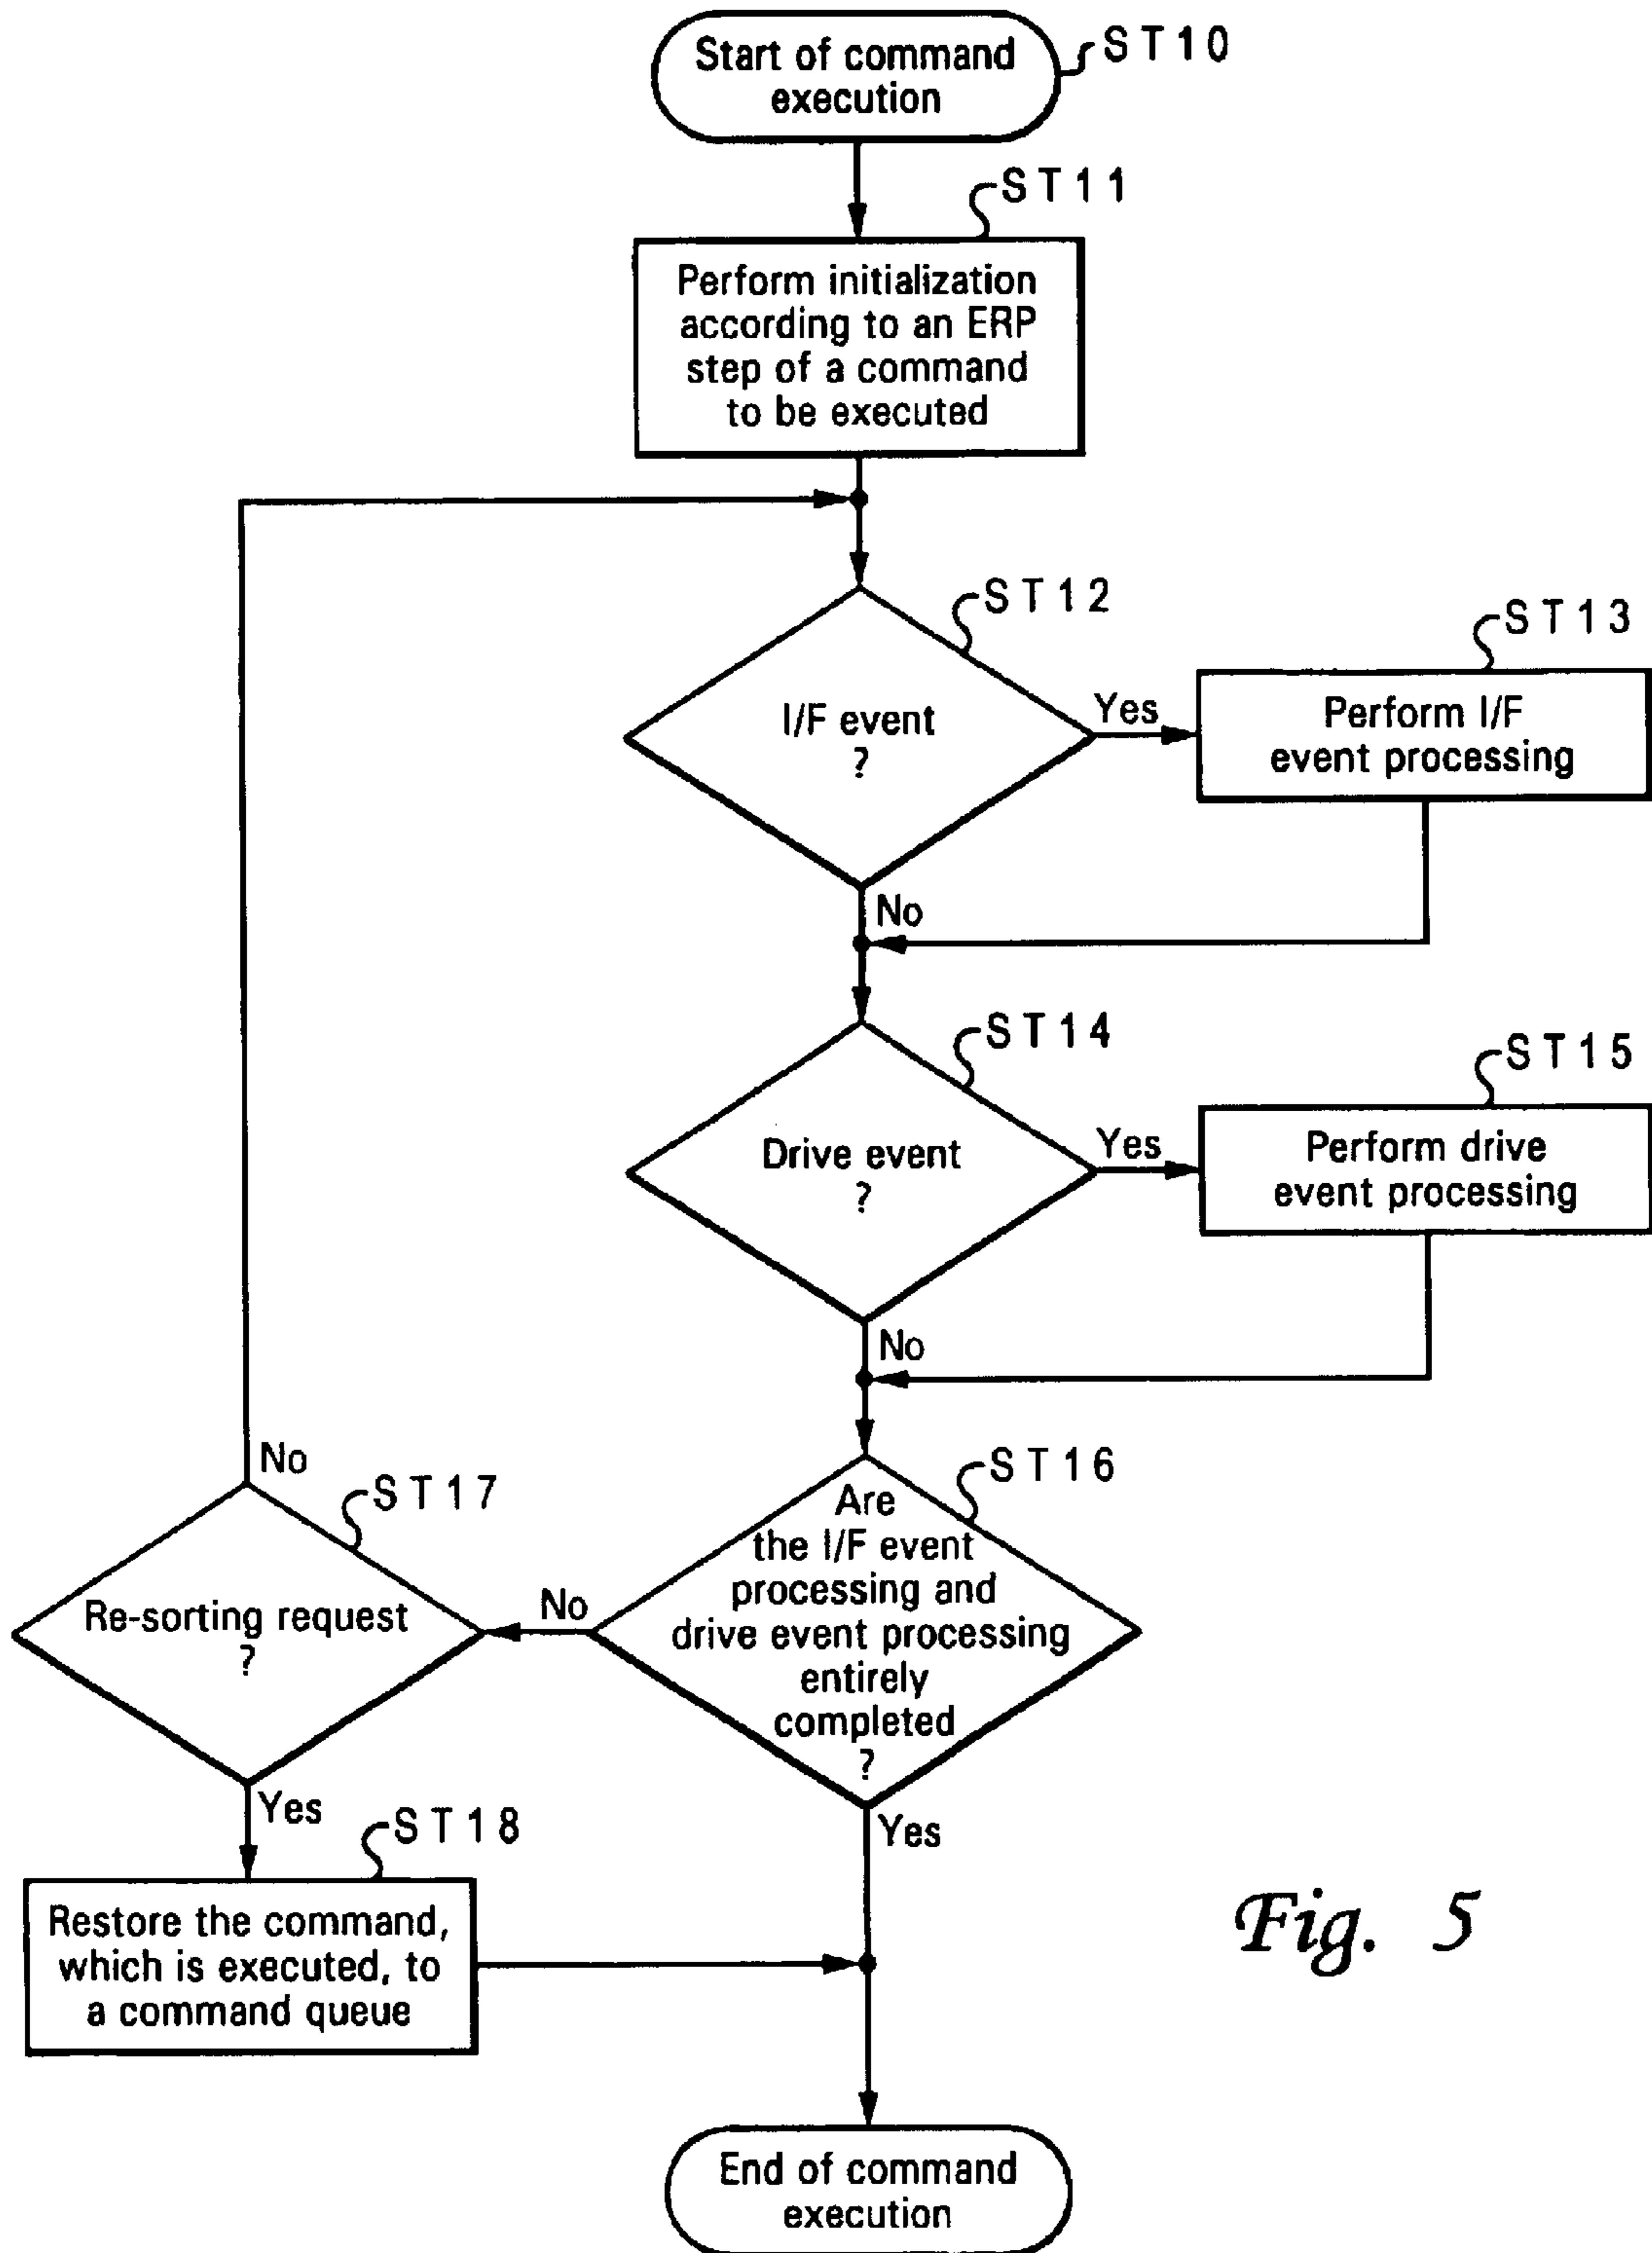 Start of command
execution
ST10
ST11
Perform initialization
according to an ERP
step of a command
to be executed
ST12
I/F event
?
Yes
ST13
Perform I/F
event processing
No
ST14
Drive event
?
Yes
ST15
Perform drive
event processing
No
ST16
Are
the I/F event
processing and
drive event processing
entirely
completed
?
No
Yes
ST17
Re-sorting request
?
No
Yes
ST18
Restore the command,
which is executed, to
a command queue
End of command
execution
Fig. 5